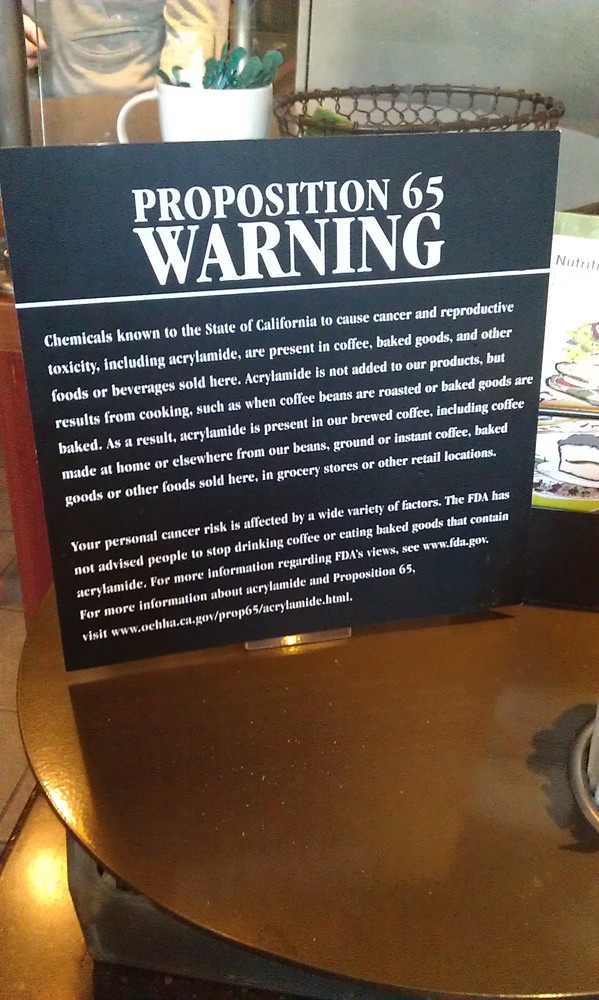 PROPOSITION 65
WARNING
Chemicals known to the State of California to cause cancer and reproductive
toxicity, including acrylamide, are present in coffee, baked goods, and other
foods or beverages sold here. Acrylamide is not added to our products, but
results from cooking, such as when coffee beans are roasted or baked goods are
baked. As a result, acrylamide is present in our brewed coffee, including coffee
made at home or elsewhere from our beans, ground or instant coffee, baked
goods or other foods sold here, in grocery stores or other retail locations.
Your personal cancer risk is affected by a wide variety of factors. The FDA has
not advised people to stop drinking coffee or eating baked goods that contain
acrylamide. For more information regarding FDA's views, see www.fda.gov.
For more information about acrylamide and Proposition 65,
visit www.oehha.ca.gov/prop65/acrylamide.html.